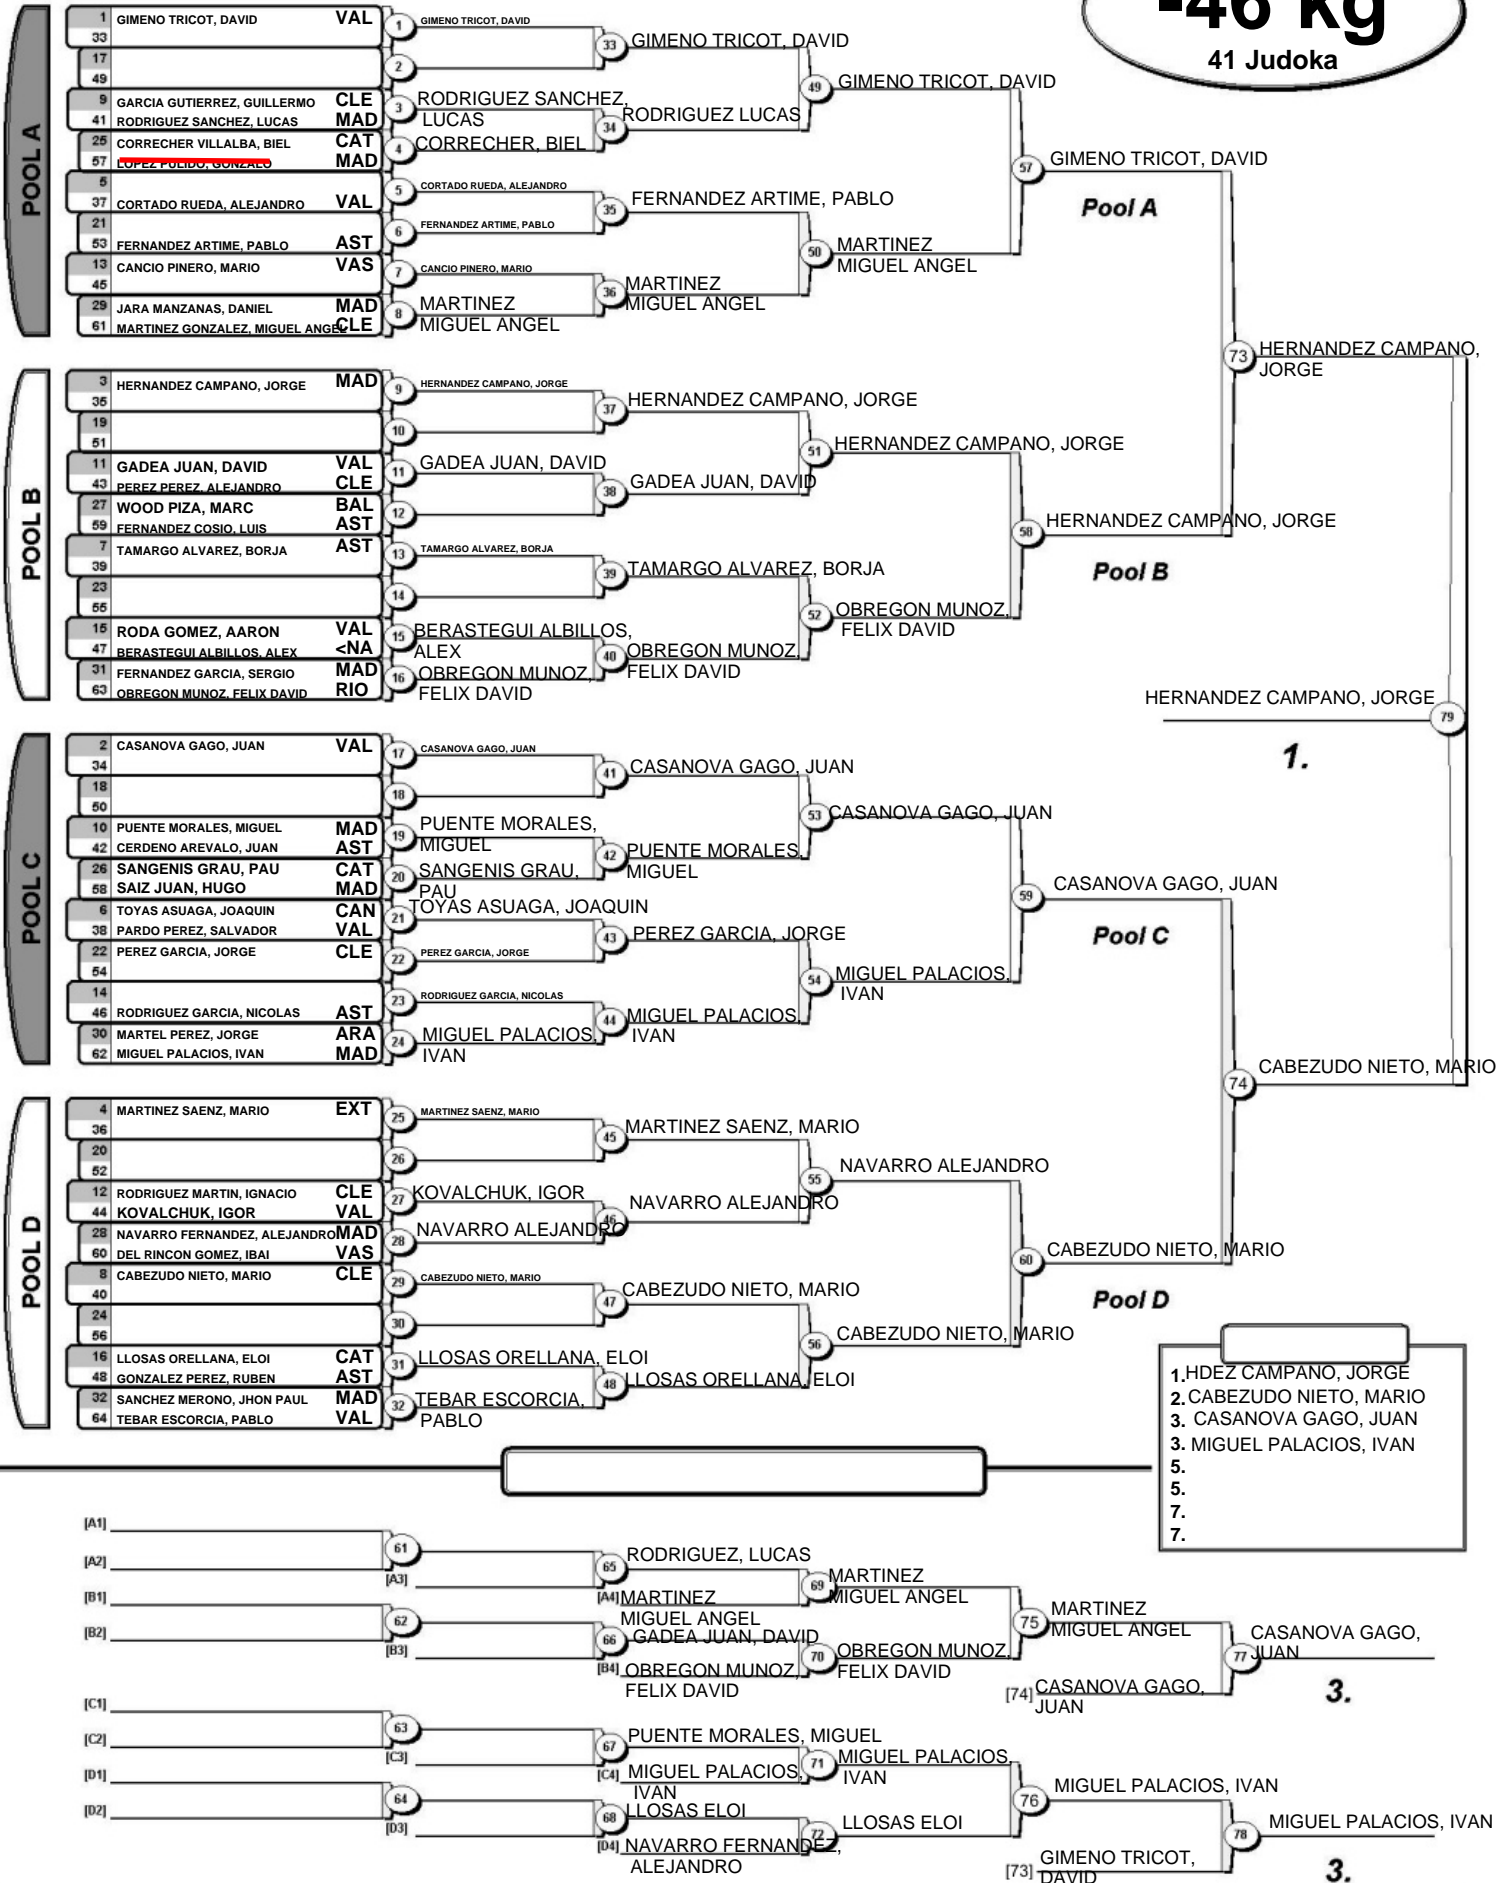 -46 kg
41 Judoka
POOL A
1 GIMENO TRICOT, DAVID VAL
33
17
49
9 GARCIA GUTIERREZ, GUILLERMO CLE
41 RODRIGUEZ SANCHEZ, LUCAS MAD
25 CORRECHER VILLALBA, BIEL CAT
57 LOPEZ PULIDO, GONZALO MAD
5
37 CORTADO RUEDA, ALEJANDRO VAL
21
53 FERNANDEZ ARTIME, PABLO AST
13 CANCIO PINERO, MARIO VAS
45
29 JARA MANZANAS, DANIEL MAD
61 MARTINEZ GONZALEZ, MIGUEL ANGEL CLE
1 GIMENO TRICOT, DAVID
2
3 RODRIGUEZ SANCHEZ,
LUCAS
4 CORRECHER, BIEL
5 CORTADO RUEDA, ALEJANDRO
6 FERNANDEZ ARTIME, PABLO
7 CANCIO PINERO, MARIO
8 MARTINEZ
MIGUEL ANGEL
33 GIMENO TRICOT, DAVID
34 RODRIGUEZ LUCAS
35 FERNANDEZ ARTIME, PABLO
36 MARTINEZ
MIGUEL ANGEL
49 GIMENO TRICOT, DAVID
50 MARTINEZ
MIGUEL ANGEL
57 GIMENO TRICOT, DAVID
Pool A
POOL B
3 HERNANDEZ CAMPANO, JORGE MAD
35
19
51
11 GADEA JUAN, DAVID VAL
43 PEREZ PEREZ, ALEJANDRO CLE
27 WOOD PIZA, MARC BAL
59 FERNANDEZ COSIO, LUIS AST
7 TAMARGO ALVAREZ, BORJA AST
39
23
55
15 RODA GOMEZ, AARON VAL
47 BERASTEGUI ALBILLOS, ALEX <NA
31 FERNANDEZ GARCIA, SERGIO MAD
63 OBREGON MUNOZ, FELIX DAVID RIO
9 HERNANDEZ CAMPANO, JORGE
10
11 GADEA JUAN, DAVID
12
13 TAMARGO ALVAREZ, BORJA
14
15 BERASTEGUI ALBILLOS,
ALEX
16 OBREGON MUNOZ,
FELIX DAVID
37 HERNANDEZ CAMPANO, JORGE
38 GADEA JUAN, DAVID
39 TAMARGO ALVAREZ, BORJA
40 OBREGON MUNOZ,
FELIX DAVID
51 HERNANDEZ CAMPANO, JORGE
52 OBREGON MUNOZ,
FELIX DAVID
58 HERNANDEZ CAMPANO, JORGE
Pool B
73 HERNANDEZ CAMPANO,
JORGE
HERNANDEZ CAMPANO, JORGE 79
1.
POOL C
2 CASANOVA GAGO, JUAN VAL
34
18
50
10 PUENTE MORALES, MIGUEL MAD
42 CERDENO AREVALO, JUAN AST
26 SANGENIS GRAU, PAU CAT
58 SAIZ JUAN, HUGO MAD
6 TOYAS ASUAGA, JOAQUIN CAN
38 PARDO PEREZ, SALVADOR VAL
22 PEREZ GARCIA, JORGE CLE
54
14
46 RODRIGUEZ GARCIA, NICOLAS AST
30 MARTEL PEREZ, JORGE ARA
62 MIGUEL PALACIOS, IVAN MAD
17 CASANOVA GAGO, JUAN
18
19 PUENTE MORALES,
MIGUEL
20 SANGENIS GRAU,
PAU
21 TOYAS ASUAGA, JOAQUIN
22 PEREZ GARCIA, JORGE
23 RODRIGUEZ GARCIA, NICOLAS
24 MIGUEL PALACIOS,
IVAN
41 CASANOVA GAGO, JUAN
42 PUENTE MORALES,
MIGUEL
43 PEREZ GARCIA, JORGE
44 MIGUEL PALACIOS,
IVAN
53 CASANOVA GAGO, JUAN
54 MIGUEL PALACIOS,
IVAN
59 CASANOVA GAGO, JUAN
Pool C
74 CABEZUDO NIETO, MARIO
POOL D
4 MARTINEZ SAENZ, MARIO EXT
36
20
52
12 RODRIGUEZ MARTIN, IGNACIO CLE
44 KOVALCHUK, IGOR VAL
28 NAVARRO FERNANDEZ, ALEJANDRO MAD
60 DEL RINCON GOMEZ, IBAI VAS
8 CABEZUDO NIETO, MARIO CLE
40
24
56
16 LLOSAS ORELLANA, ELOI CAT
48 GONZALEZ PEREZ, RUBEN AST
32 SANCHEZ MERONO, JHON PAUL MAD
64 TEBAR ESCORCIA, PABLO VAL
25 MARTINEZ SAENZ, MARIO
26
27 KOVALCHUK, IGOR
28 NAVARRO ALEJANDRO
29 CABEZUDO NIETO, MARIO
30
31 LLOSAS ORELLANA, ELOI
32 TEBAR ESCORCIA,
PABLO
45 MARTINEZ SAENZ, MARIO
46 NAVARRO ALEJANDRO
47 CABEZUDO NIETO, MARIO
48 LLOSAS ORELLANA, ELOI
55 NAVARRO ALEJANDRO
56 CABEZUDO NIETO, MARIO
60 CABEZUDO NIETO, MARIO
Pool D
1. HDEZ CAMPANO, JORGE
2. CABEZUDO NIETO, MARIO
3. CASANOVA GAGO, JUAN
3. MIGUEL PALACIOS, IVAN
5.
5.
7.
7.
[A1]
[A2]
61
[A3]
[B1]
[B2]
62
[B3]
65 RODRIGUEZ, LUCAS
[A4] MARTINEZ
MIGUEL ANGEL
66 GADEA JUAN, DAVID
[B4] OBREGON MUNOZ,
FELIX DAVID
69 MARTINEZ
MIGUEL ANGEL
70 OBREGON MUNOZ,
FELIX DAVID
75 MARTINEZ
MIGUEL ANGEL
[74] CASANOVA GAGO,
JUAN
77 CASANOVA GAGO,
JUAN
3.
[C1]
[C2]
63
[C3]
[D1]
[D2]
64
[D3]
67 PUENTE MORALES, MIGUEL
[C4] MIGUEL PALACIOS,
IVAN
68 LLOSAS ELOI
[D4] NAVARRO FERNANDEZ,
ALEJANDRO
71 MIGUEL PALACIOS,
IVAN
72 LLOSAS ELOI
76 MIGUEL PALACIOS, IVAN
[73] GIMENO TRICOT,
DAVID
78 MIGUEL PALACIOS, IVAN
3.